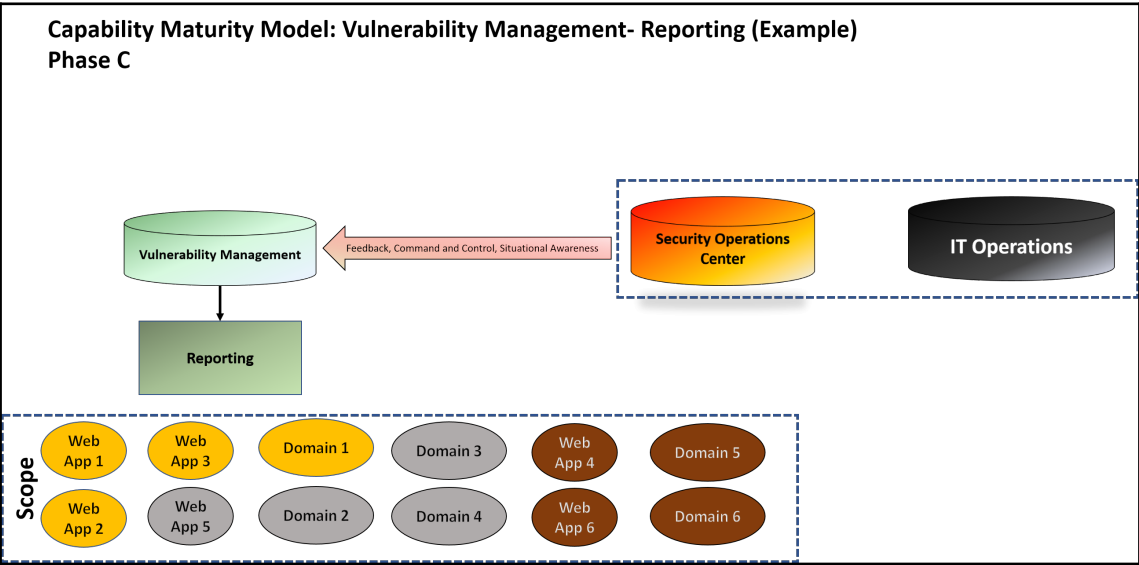 Capability Maturity Model: Vulnerability Management- Reporting (Example)
Phase C
Vulnerability Management
Feedback, Command and Control, Situational Awareness
Security Operations
Center
IT Operations
Reporting
Scope
Web
App 1
Web
App 3
Domain 1
Domain 3
Web
App 4
Domain 5
Web
App 2
Web
App 5
Domain 2
Domain 4
Web
App 6
Domain 6